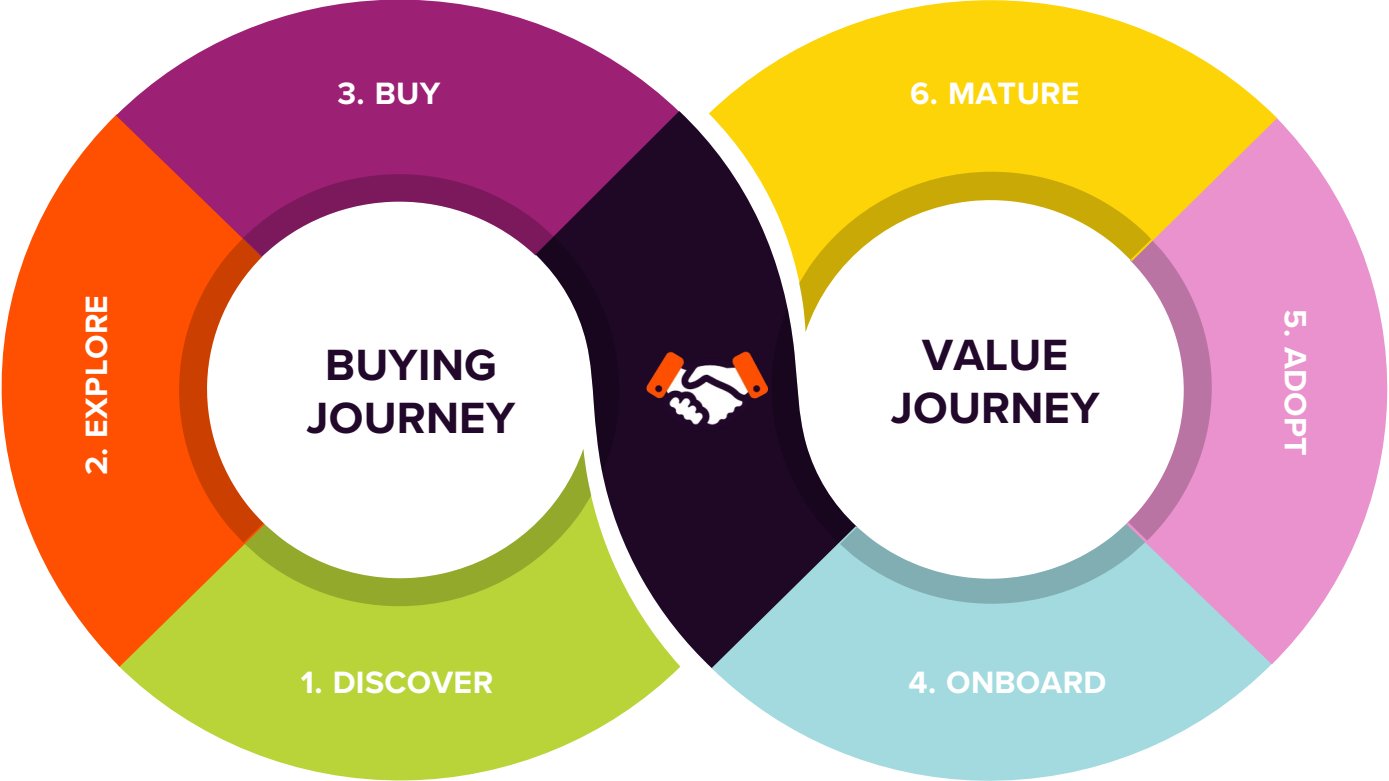 3. BUY
6. MATURE
2. EXPLORE
BUYING
JOURNEY
VALUE
JOURNEY
5. ADOPT
1. DISCOVER
4. ONBOARD